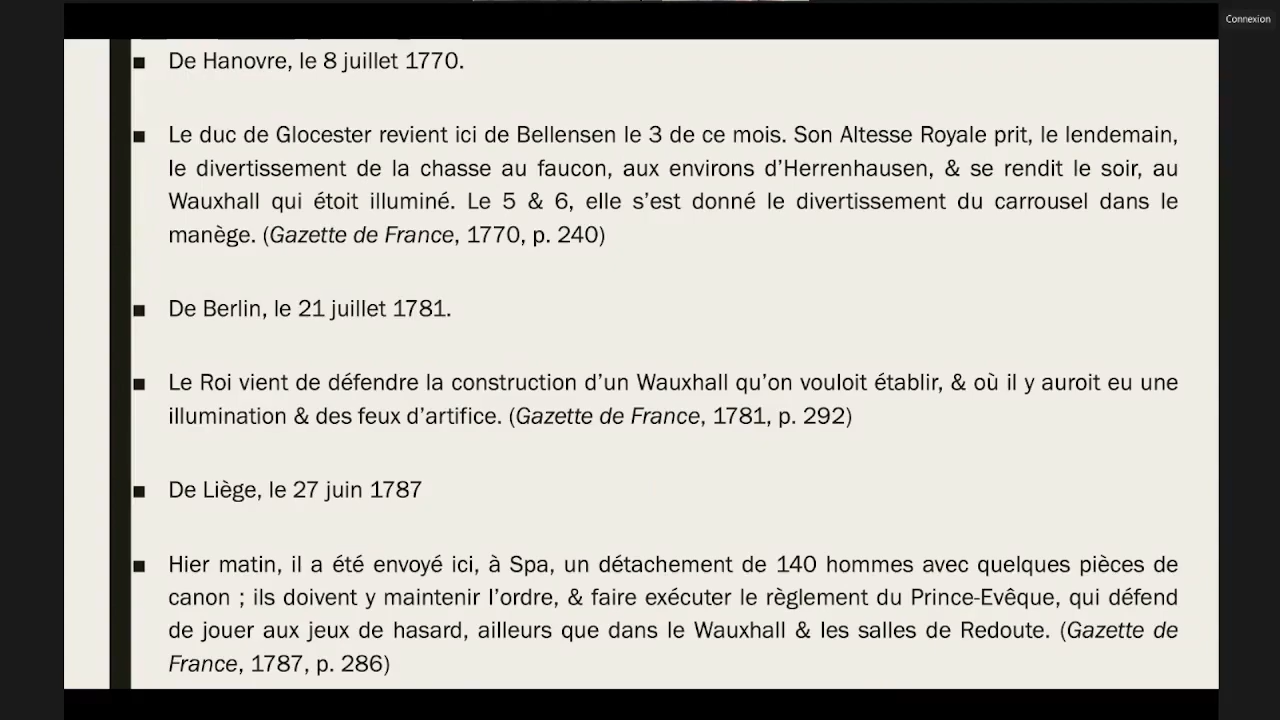 Connexion
■ De Hanovre, le 8 juillet 1770.
■ Le duc de Glocester revient ici de Bellensen le 3 de ce mois. Son Altesse Royale prit, le lendemain,
le divertissement de la chasse au faucon, aux environs d’Herrenhausen, & se rendit le soir, au
Wauxhall qui étoit illuminé. Le 5 & 6, elle s’est donné le divertissement du carrousel dans le
manège. (Gazette de France, 1770, p. 240)
■ De Berlin, le 21 juillet 1781.
■ Le Roi vient de défendre la construction d’un Wauxhall qu’on vouloit établir, & où il y auroit eu une
illumination & des feux d’artifice. (Gazette de France, 1781, p. 292)
■ De Liège, le 27 juin 1787
■ Hier matin, il a été envoyé ici, à Spa, un détachement de 140 hommes avec quelques pièces de
canon ; ils doivent y maintenir l’ordre, & faire exécuter le règlement du Prince-Evêque, qui défend
de jouer aux jeux de hasard, ailleurs que dans le Wauxhall & les salles de Redoute. (Gazette de
France, 1787, p. 286)